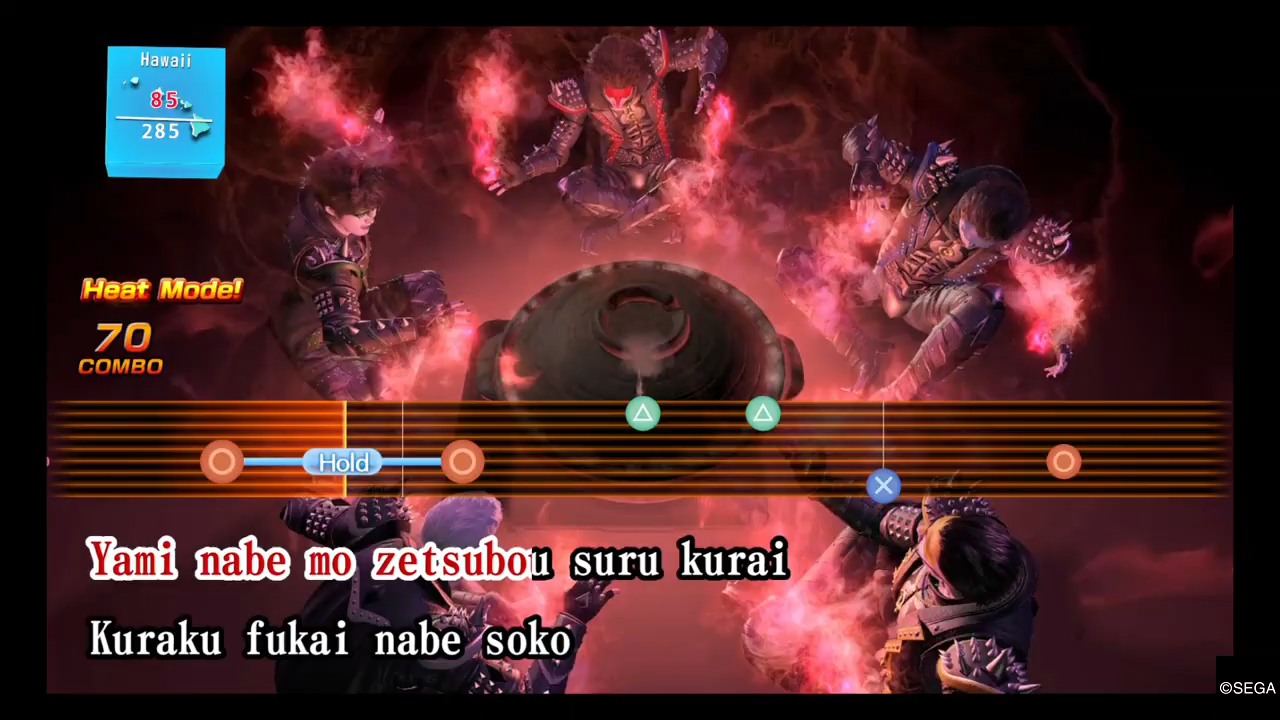 Hawaii
85
285
Heat Mode!
70
COMBO
Hold
Yami nabe mo zetsubou suru kurai
Kuraku fukai nabe soko
©SEGA